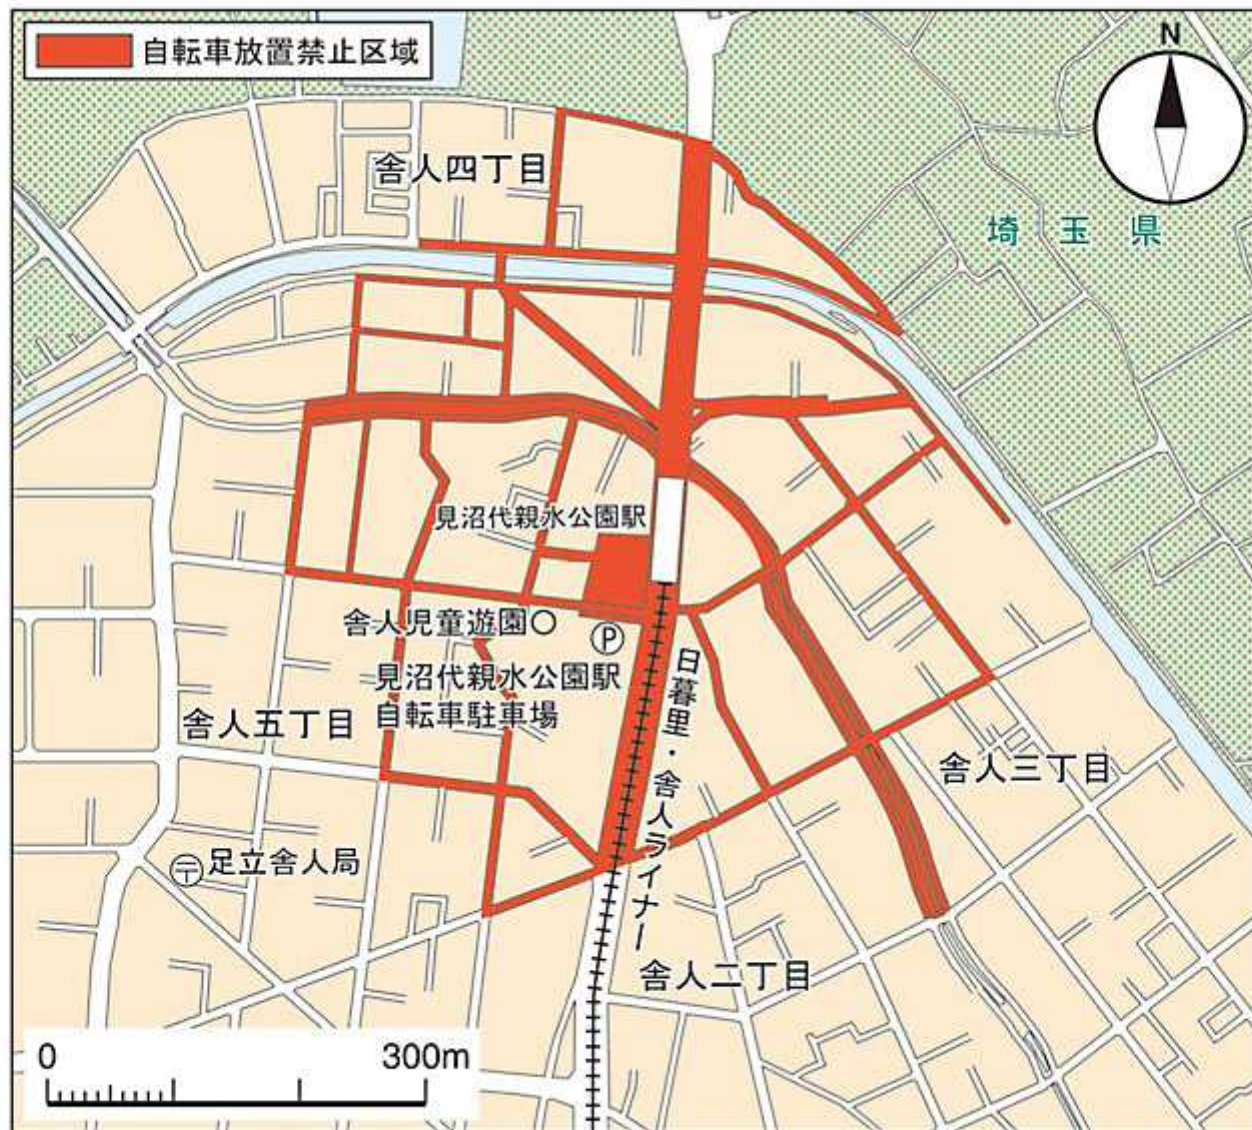 自転車放置禁止区域
N
舎人四丁目
埼玉県
見沼代親水公園駅
舎人児童遊園
P
見沼代親水公園駅
自転車駐車場
日暮里・舎人ライナー
舎人五丁目
舎人三丁目
〒足立舎人局
舎人二丁目
0 300m